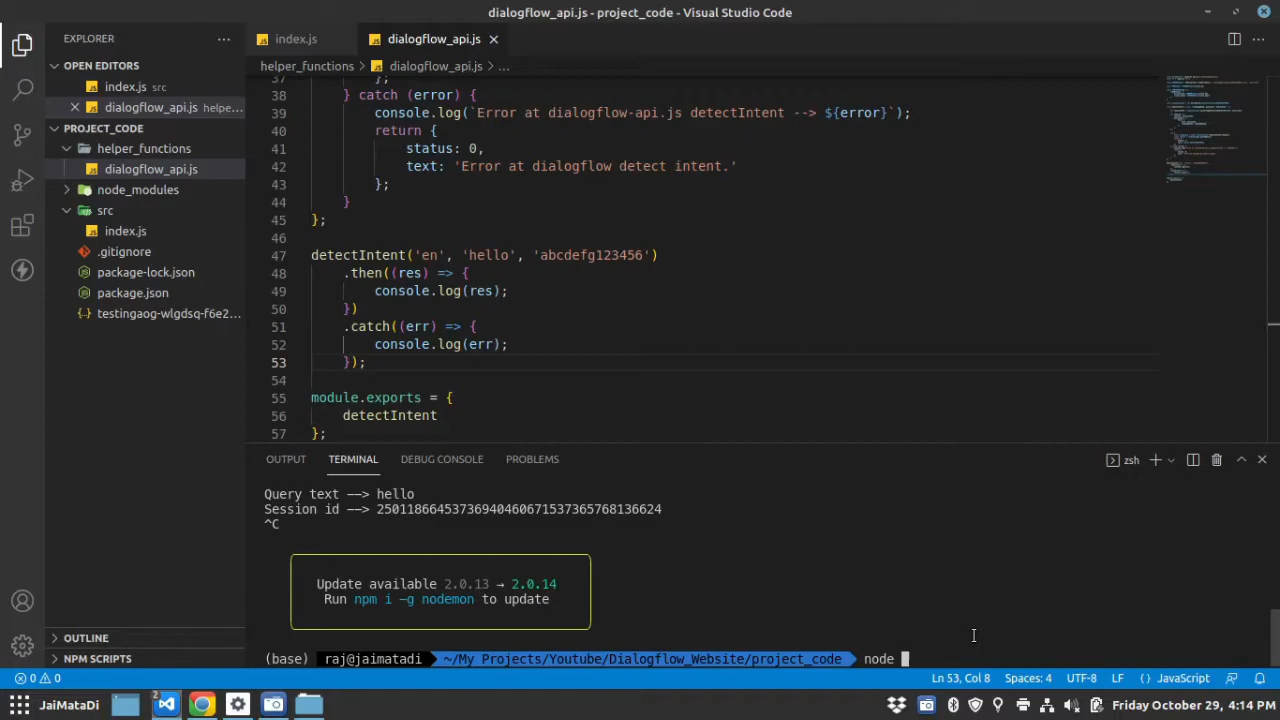 dialogflow_api.js - project_code - Visual Studio Code
EXPLORER
index.js
dialogflow_api.js
OPEN EDITORS
index.js src
dialogflow_api.js helpe...
PROJECT_CODE
helper_functions
dialogflow_api.js
node_modules
src
index.js
.gitignore
package-lock.json
package.json
testingaog-wlgdsq-f6e2...
OUTLINE
NPM SCRIPTS
helper_functions > dialogflow_api.js > ...
37 };
38 } catch (error) {
39 console.log(`Error at dialogflow-api.js detectIntent --> ${error}`);
40 return {
41 status: 0,
42 text: 'Error at dialogflow detect intent.'
43 };
44 }
45 };
46
47 detectIntent('en', 'hello', 'abcdefg123456')
48 .then((res) => {
49 console.log(res);
50 })
51 .catch((err) => {
52 console.log(err);
53 });
54
55 module.exports = {
56 detectIntent
57 };
OUTPUT TERMINAL DEBUG CONSOLE PROBLEMS
zsh
Query text --> hello
Session id --> 250118664537369404606715373657681 36624
^C
Update available 2.0.13 → 2.0.14
Run npm i -g nodemon to update
(base) raj@jaimatadi ~/My Projects/Youtube/Dialogflow_Website/project_code node
0 0
Ln 53, Col 8 Spaces: 4 UTF-8 LF { } JavaScript
JaiMaTaDi
2
Friday October 29, 4:14 PM